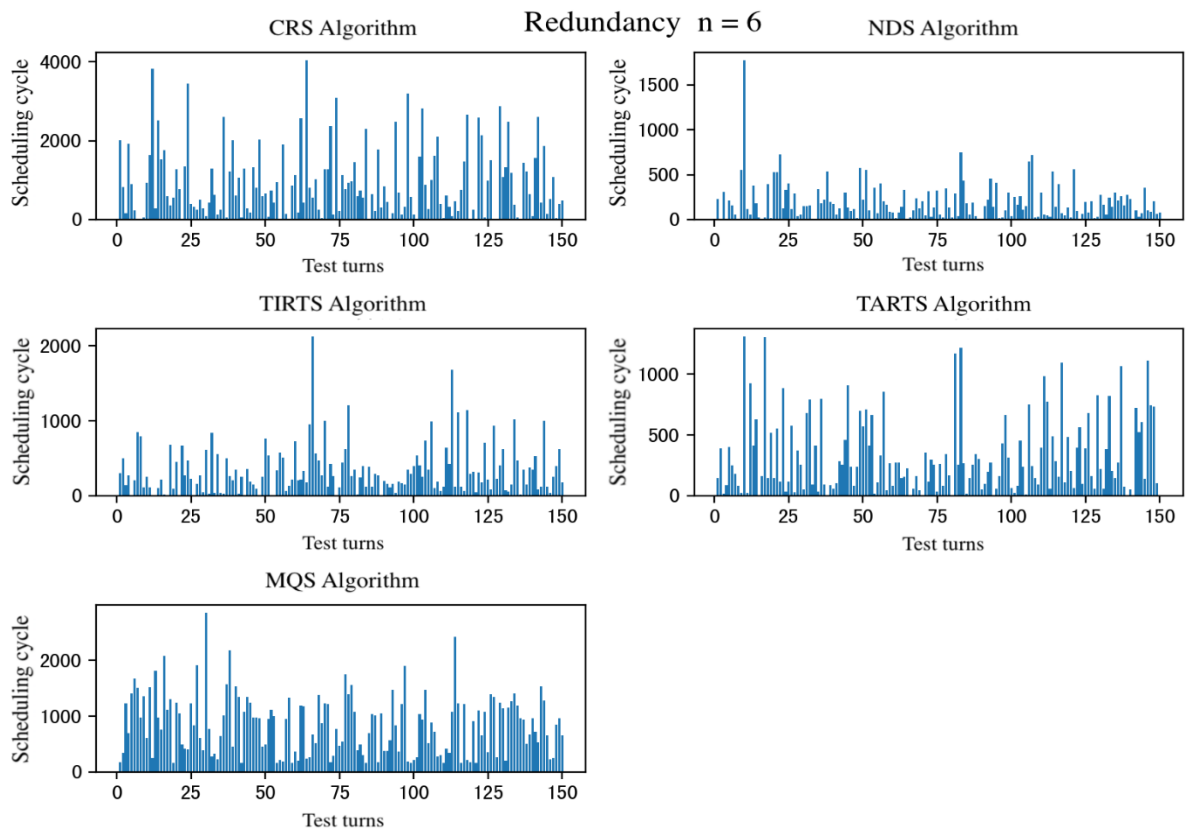 Redundancy n = 6
CRS Algorithm
Scheduling cycle
4000
2000
0
0 25 50 75 100 125 150
Test turns
NDS Algorithm
Scheduling cycle
1500
1000
500
0
0 25 50 75 100 125 150
Test turns
TIRTS Algorithm
Scheduling cycle
2000
1000
0
0 25 50 75 100 125 150
Test turns
TARTS Algorithm
Scheduling cycle
1000
500
0
0 25 50 75 100 125 150
Test turns
MQS Algorithm
Scheduling cycle
2000
1000
0
0 25 50 75 100 125 150
Test turns